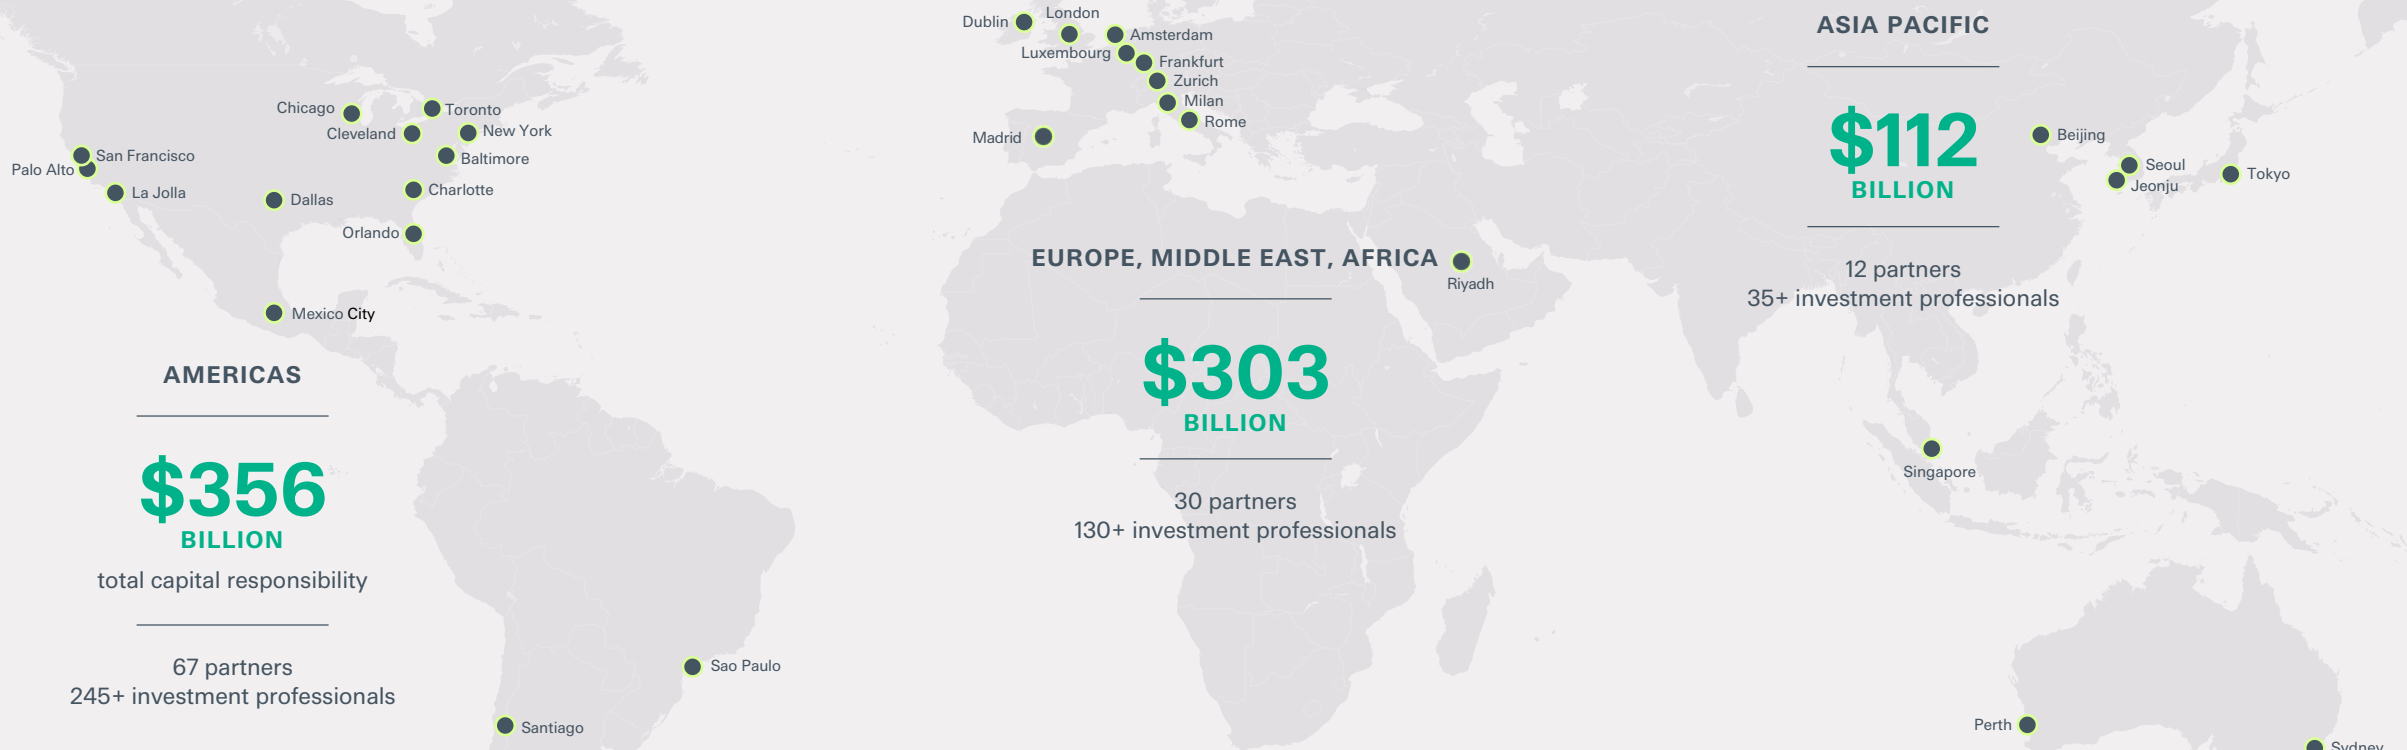 Chicago
Toronto
Cleveland
New York
San Francisco
Baltimore
Palo Alto
La Jolla
Dallas
Charlotte
Orlando
Mexico City
AMERICAS
$356
BILLION
total capital responsibility
67 partners
245+ investment professionals
Sao Paulo
Santiago
London
Dublin
Amsterdam
Luxembourg
Frankfurt
Zurich
Milan
Rome
Madrid
EUROPE, MIDDLE EAST, AFRICA
Riyadh
$303
BILLION
30 partners
130+ investment professionals
ASIA PACIFIC
$112
BILLION
12 partners
35+ investment professionals
Beijing
Seoul
Jeonju
Tokyo
Singapore
Perth
Sydney